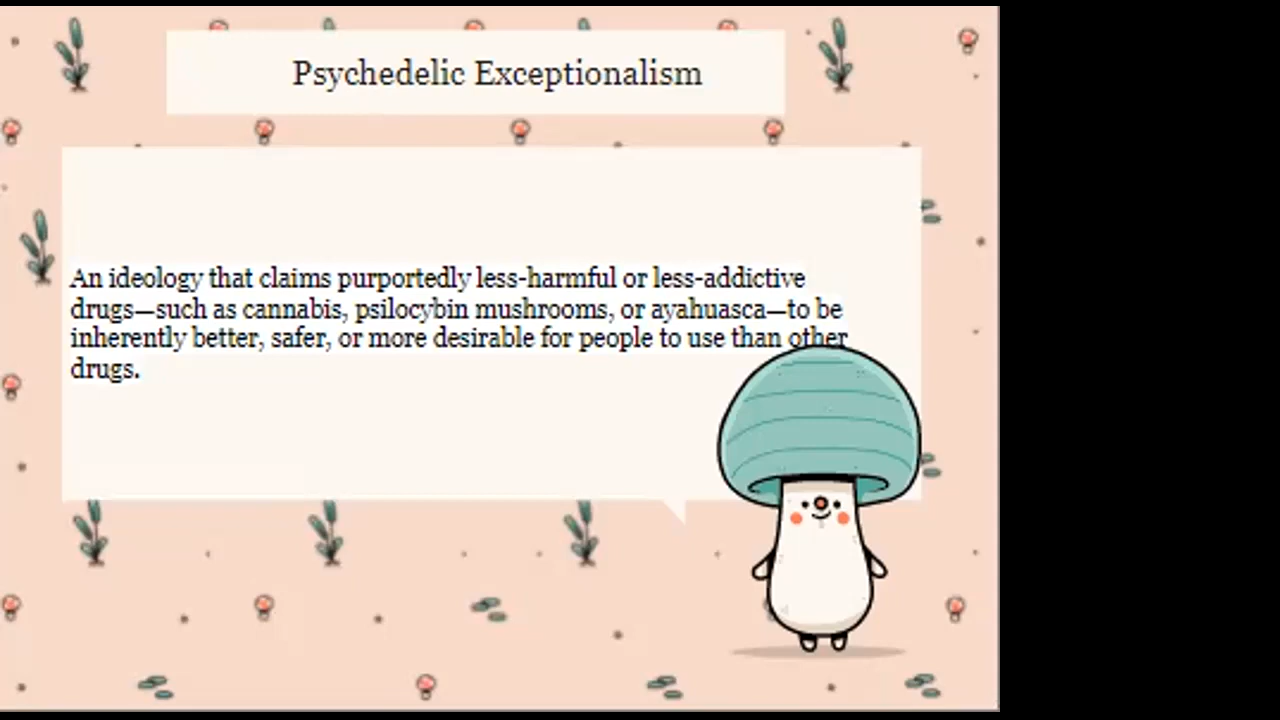 Psychedelic Exceptionalism
An ideology that claims purportedly less-harmful or less-addictive
drugs—such as cannabis, psilocybin mushrooms, or ayahuasca—to be
inherently better, safer, or more desirable for people to use than other
drugs.